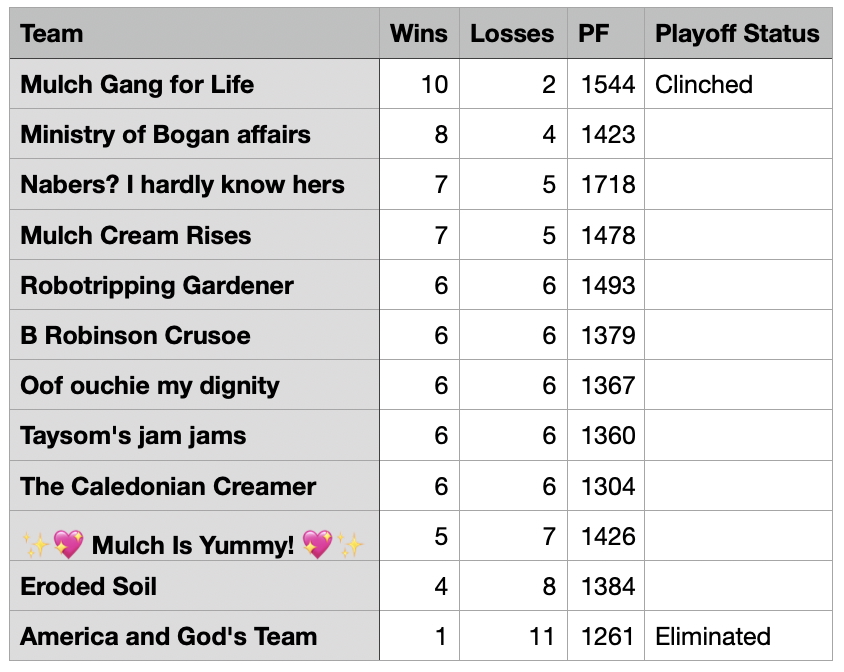 Team Wins Losses PF Playoff Status
Mulch Gang for Life 10 2 1544 Clinched
Ministry of Bogan affairs 8 4 1423
Nabers? I hardly know hers 7 5 1718
Mulch Cream Rises 7 5 1478
Robotripping Gardener 6 6 1493
B Robinson Crusoe 6 6 1379
Oof ouchie my dignity 6 6 1367
Taysom's jam jams 6 6 1360
The Caledonian Creamer 6 6 1304
✨💖 Mulch Is Yummy! 💖✨ 5 7 1426
Eroded Soil 4 8 1384
America and God's Team 1 11 1261 Eliminated